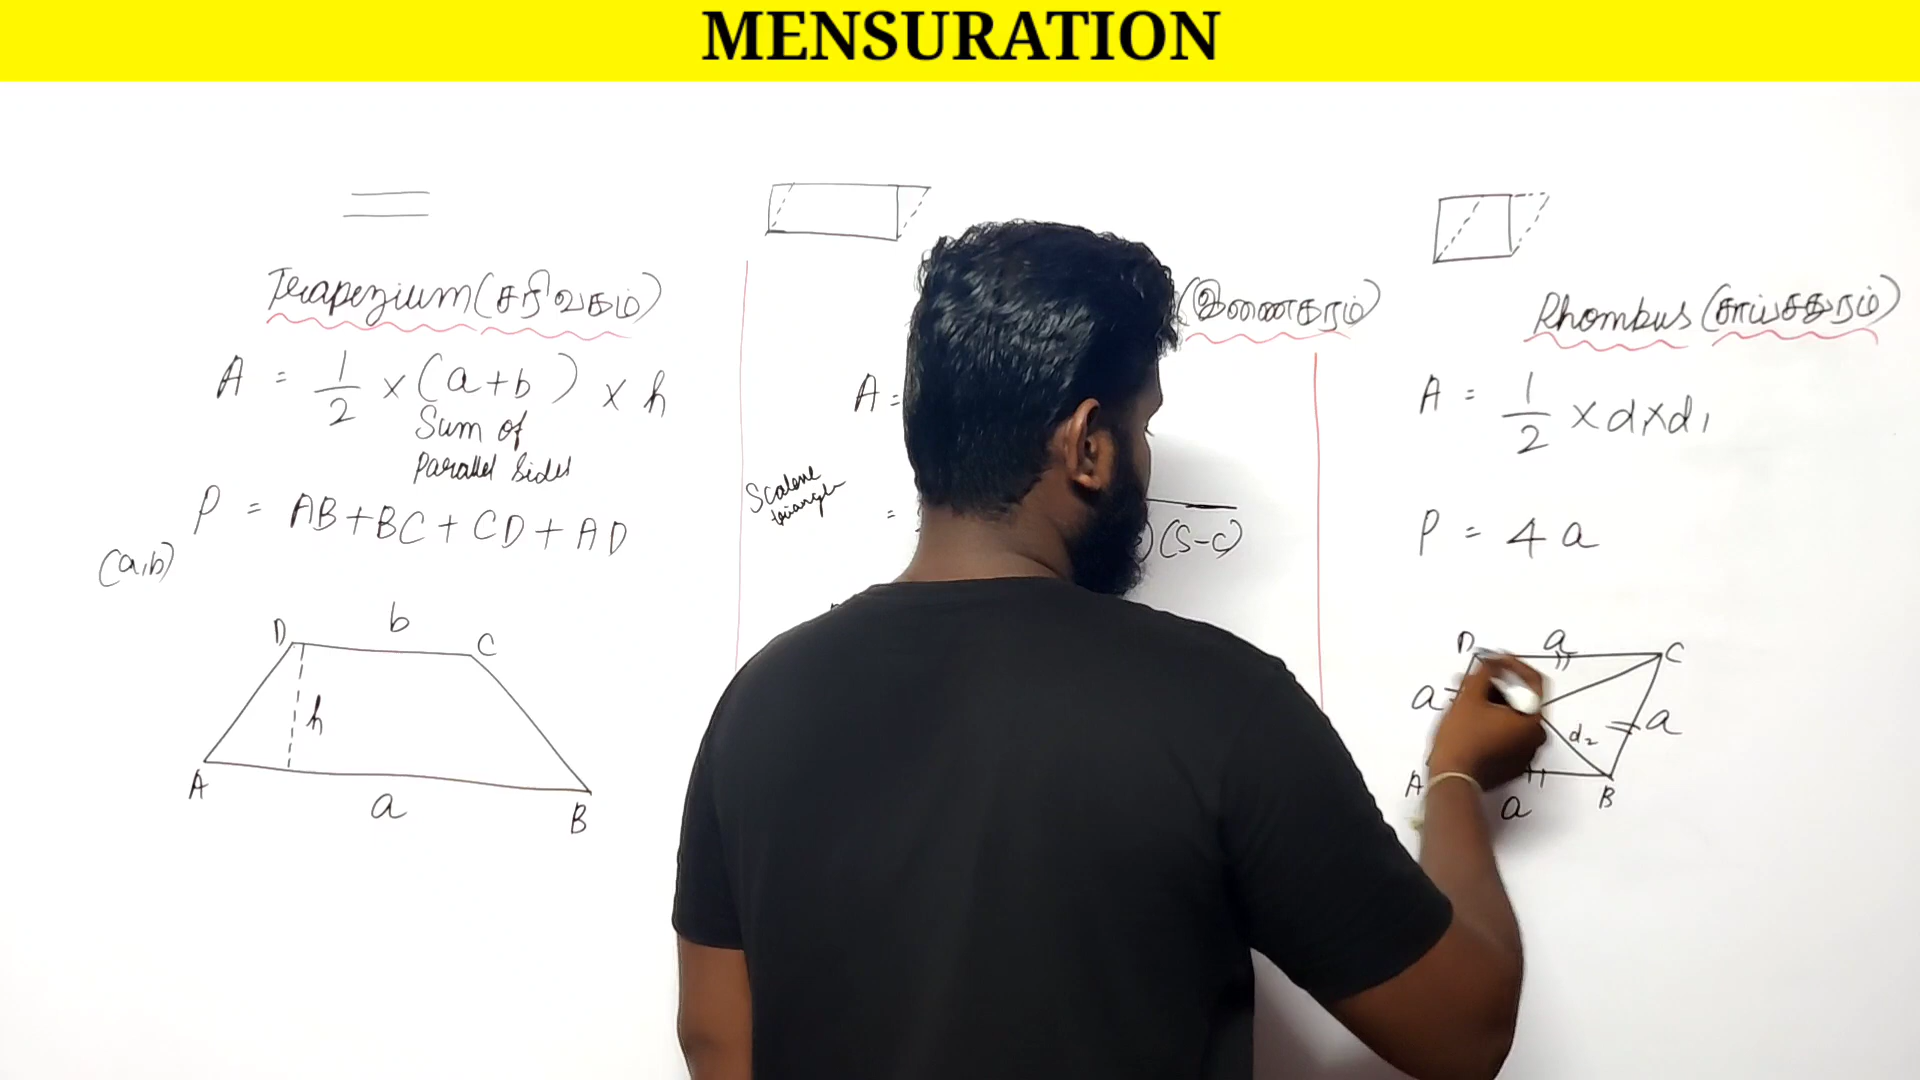 MENSURATION
Trapezium (சரிவகம்)
A = 1/2 × (a+b) × h
Sum of
Parallel Sides
P = AB + BC + CD + AD
(a,b)
D b C
h
A a B
(இணைகரம்)
A =
Scalene
triangle
=
) (S-C)
Rhombus (சாய்சதுரம்)
A = 1/2 × d₁ × d₁
P = 4a
D a C
a a
d₂
A a B